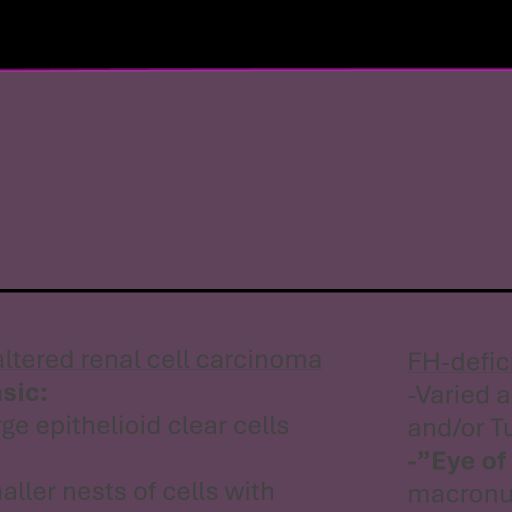 altered renal cell carcinoma
sic:
ge epithelioid clear cells
aller nests of cells with
FH-defic
-Varied a
and/or Tu
-”Eye of
macronu